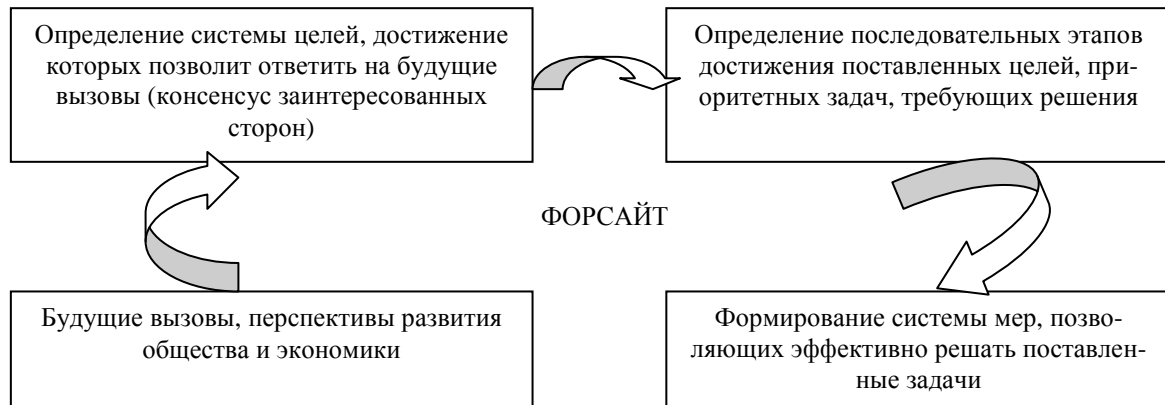 Определение системы целей, достижение
которых позволит ответить на будущие
вызовы (консенсус заинтересованных
сторон)
Определение последовательных этапов
достижения поставленных целей, при-
оритетных задач, требующих решения
ФОРСАЙТ
Будущие вызовы, перспективы развития
общества и экономики
Формирование системы мер, позво-
ляющих эффективно решать поставлен-
ные задачи